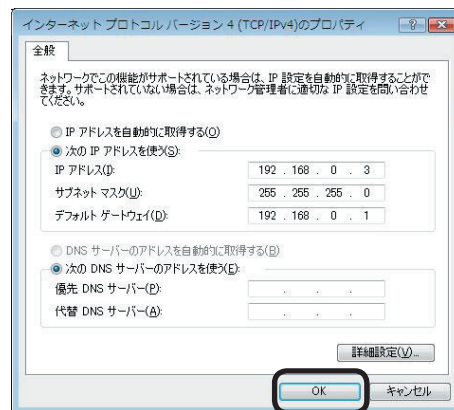 インターネット プロトコル バージョン 4 (TCP/IPv4)のプロパティ
全般
ネットワークでこの機能がサポートされている場合は、IP 設定を自動的に取得することがで
きます。サポートされていない場合は、ネットワーク管理者に適切な IP 設定を問い合わせ
てください。
IP アドレスを自動的に取得する(O)
次の IP アドレスを使う(S):
IP アドレス(I): 192 . 168 . 0 . 3
サブネット マスク(U): 255 . 255 . 255 . 0
デフォルト ゲートウェイ(D): 192 . 168 . 0 . 1
DNS サーバーのアドレスを自動的に取得する(B)
次の DNS サーバーのアドレスを使う(E):
優先 DNS サーバー(P): . . .
代替 DNS サーバー(A): . . .
詳細設定(V)...
OK キャンセル